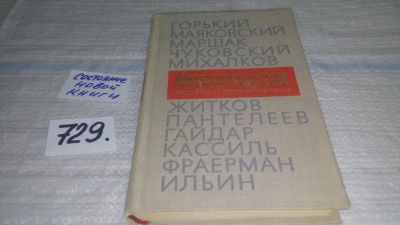 СОСТОЯНИЕ
НОВОЙ
КНИГИ
729.
ГОРЬКИЙ
МАЯКОВСКИЙ
МАРШАК
ЧУКОВСКИЙ
МИХАЛКОВ
ЖИТКОВ
ПАНТЕЛЕЕВ
ГАЙДАР
КАССИЛЬ
ФРАЕРМАН
ИЛЬИН